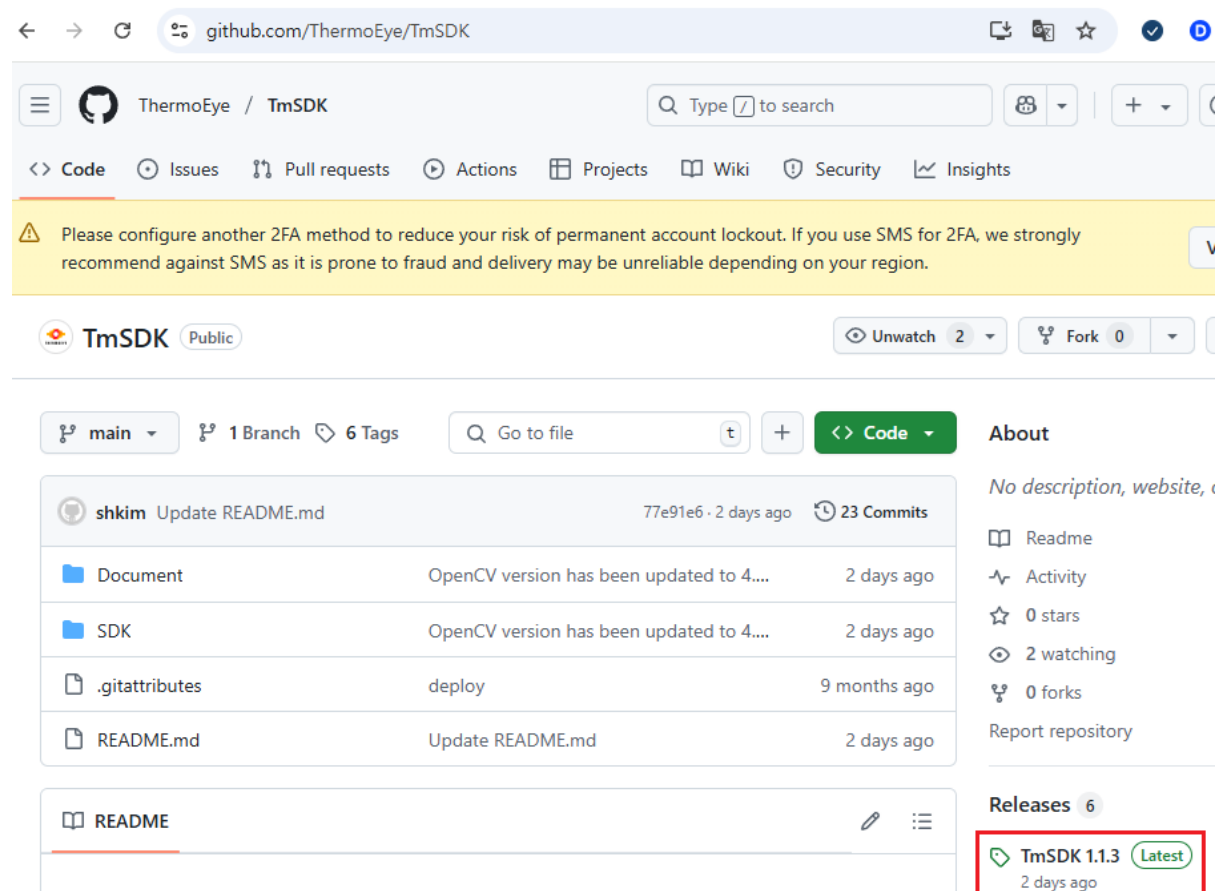 github.com/ThermoEye/TmSDK
D
ThermoEye / TmSDK
Type / to search
<> Code Issues Pull requests Actions Projects Wiki Security Insights
Please configure another 2FA method to reduce your risk of permanent account lockout. If you use SMS for 2FA, we strongly
recommend against SMS as it is prone to fraud and delivery may be unreliable depending on your region.
TmSDK Public
Unwatch 2 Fork 0
main 1 Branch 6 Tags Go to file t + <> Code
About
No description, website,
shkim Update README.md 77e91e6 · 2 days ago 23 Commits
Document OpenCV version has been updated to 4.... 2 days ago
SDK OpenCV version has been updated to 4.... 2 days ago
.gitattributes deploy 9 months ago
README.md Update README.md 2 days ago
Readme
Activity
0 stars
2 watching
0 forks
Report repository
README
Releases 6
TmSDK 1.1.3 Latest
2 days ago